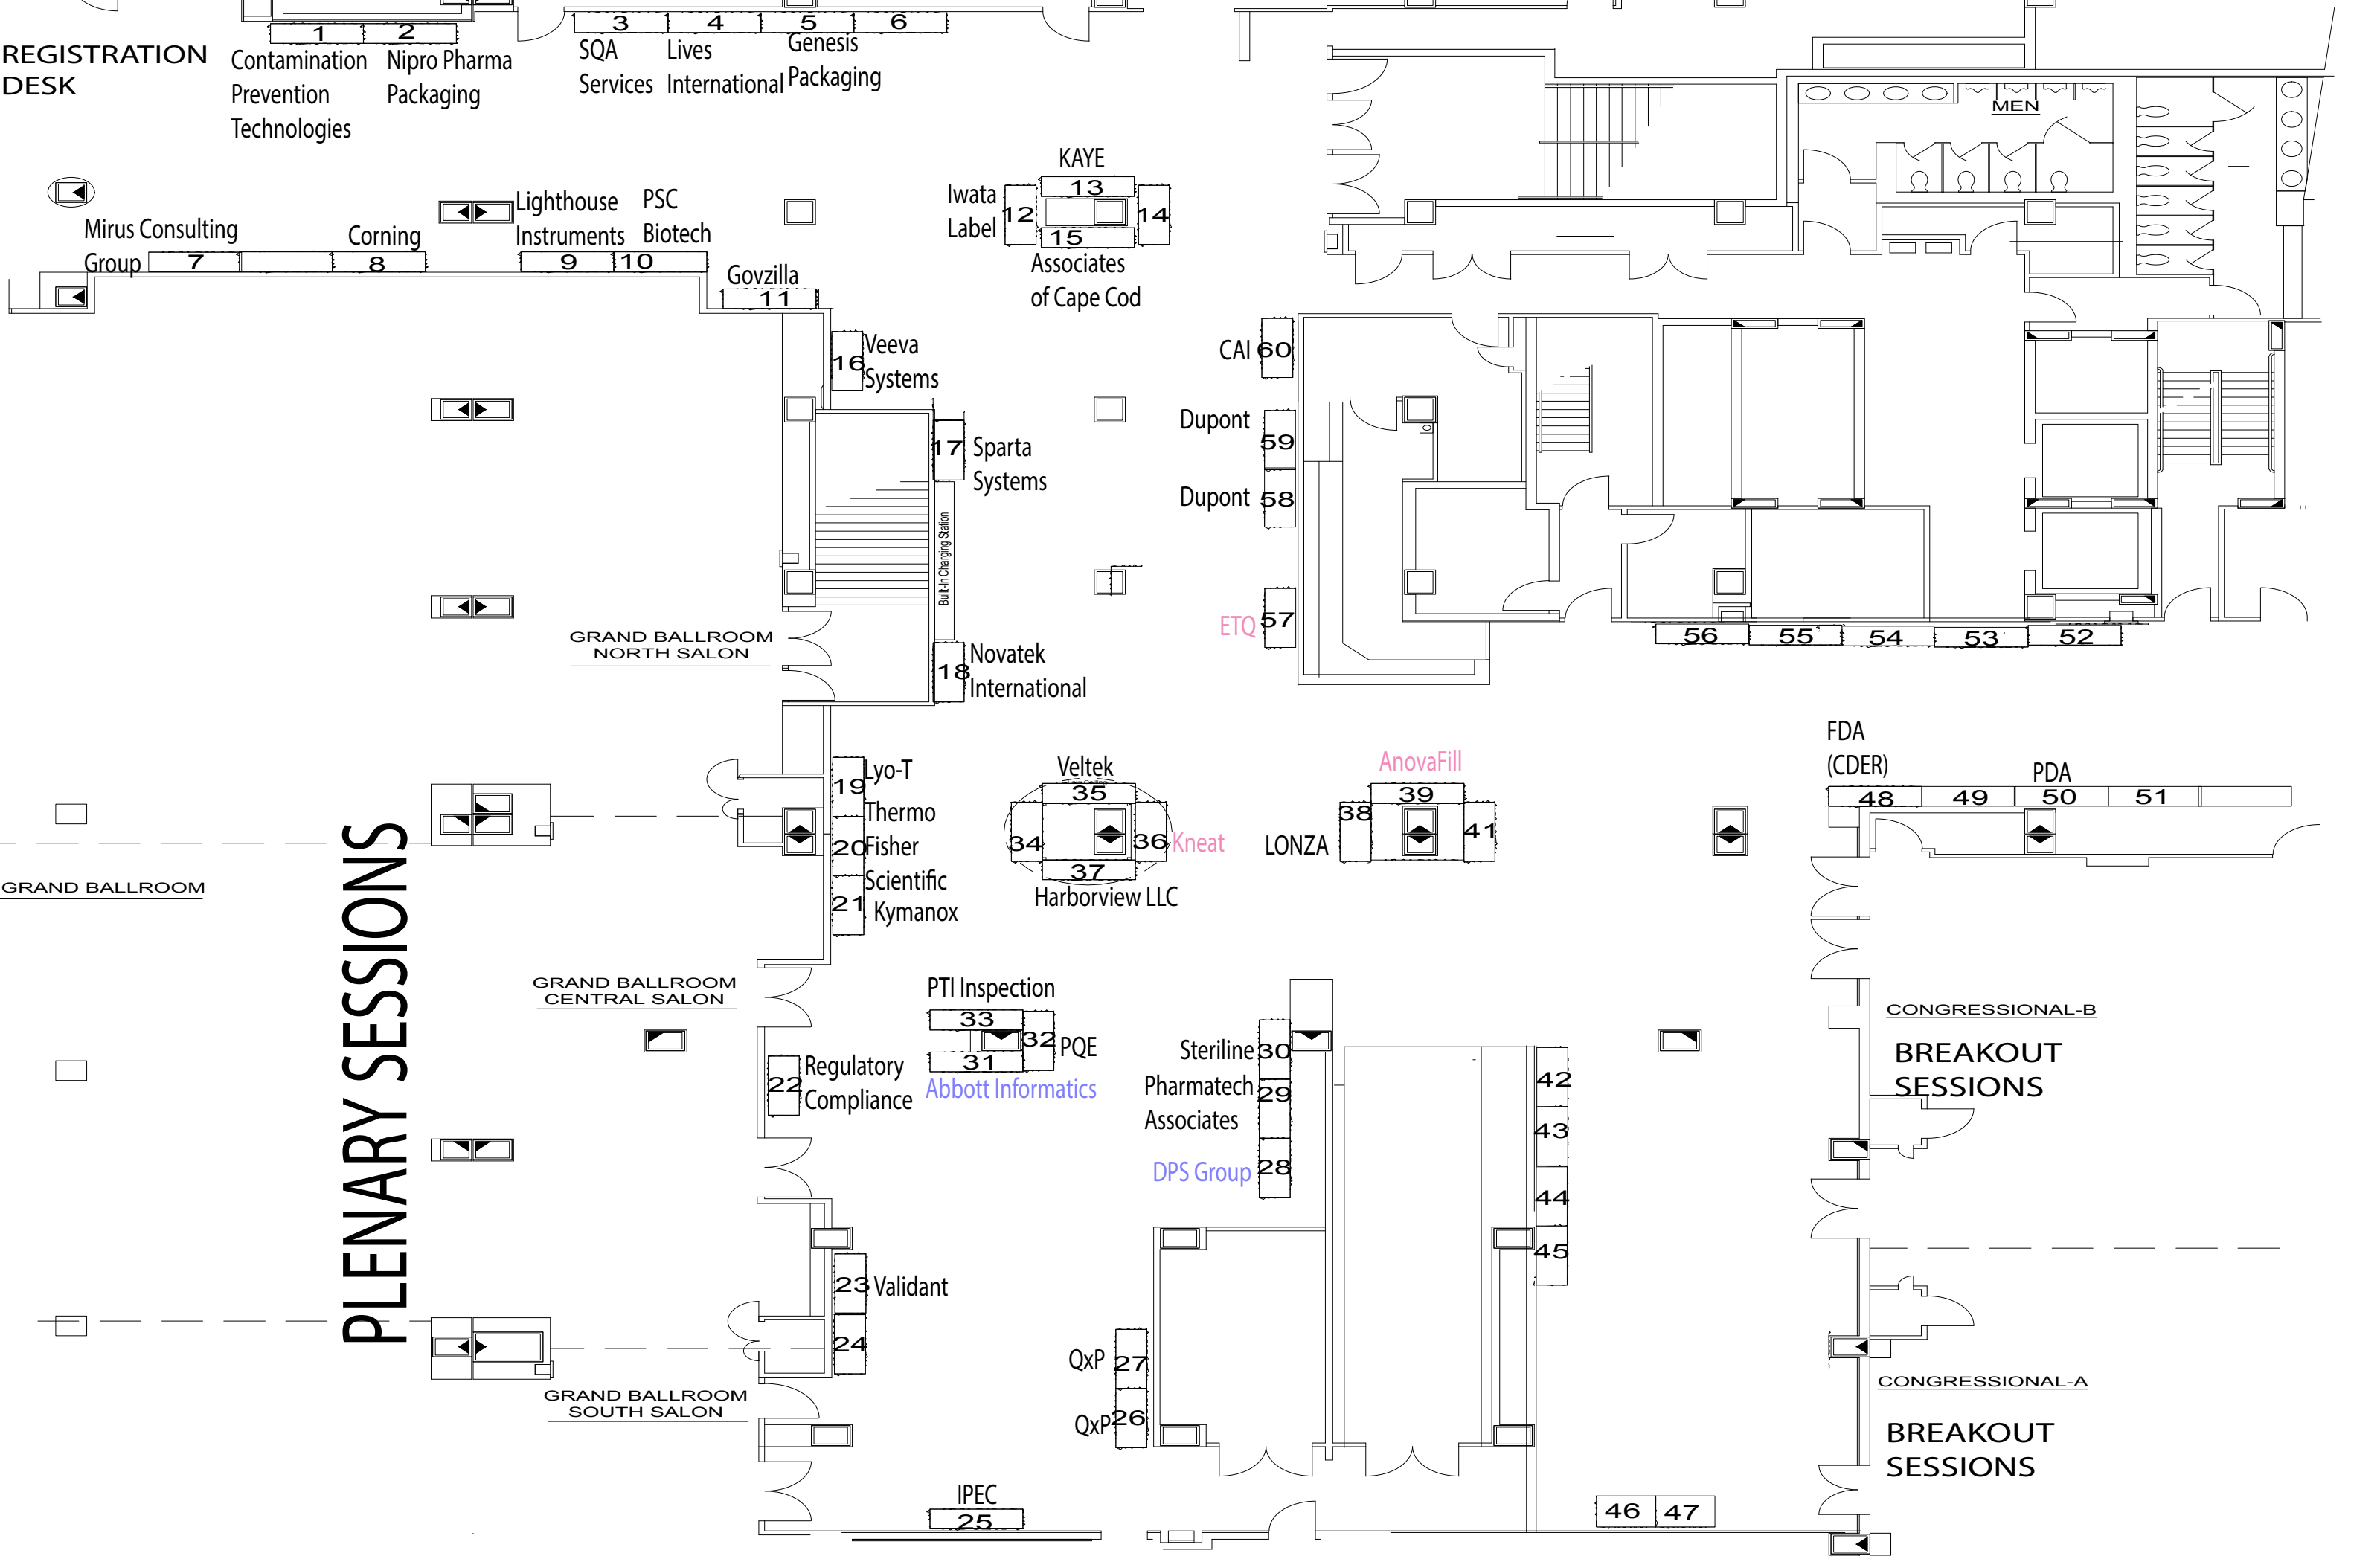 REGISTRATION
DESK
1
2
3
4
5
6
Contamination
Prevention
Technologies
Nipro Pharma
Packaging
SQA
Services
Lives
International
Genesis
Packaging
MEN
Mirus Consulting
Group
7
Corning
8
Lighthouse
Instruments
9
PSC
Biotech
10
Govzilla
11
Iwata
Label
12
KAYE
13
14
15
Associates
of Cape Cod
16
Veeva
Systems
17
Sparta
Systems
Built-In Charging Station
18
Novatek
International
CAI
60
Dupont
59
Dupont
58
ETQ
57
56
55
54
53
52
GRAND BALLROOM
NORTH SALON
Lyo-T
19
Thermo
Fisher
Scientific
20
21
Kymanox
Veltek
35
34
36
Kneat
37
Harborview LLC
AnovaFill
39
38
LONZA
41
FDA
(CDER)
48
49
PDA
50
51
GRAND BALLROOM
PLENARY SESSIONS
GRAND BALLROOM
CENTRAL SALON
22
Regulatory
Compliance
PTI Inspection
33
32
PQE
31
Abbott Informatics
Steriline
30
Pharmatech
Associates
29
DPS Group
28
42
43
44
45
CONGRESSIONAL-B
BREAKOUT
SESSIONS
23
Validant
24
GRAND BALLROOM
SOUTH SALON
QxP
27
QxP
26
IPEC
25
46
47
CONGRESSIONAL-A
BREAKOUT
SESSIONS